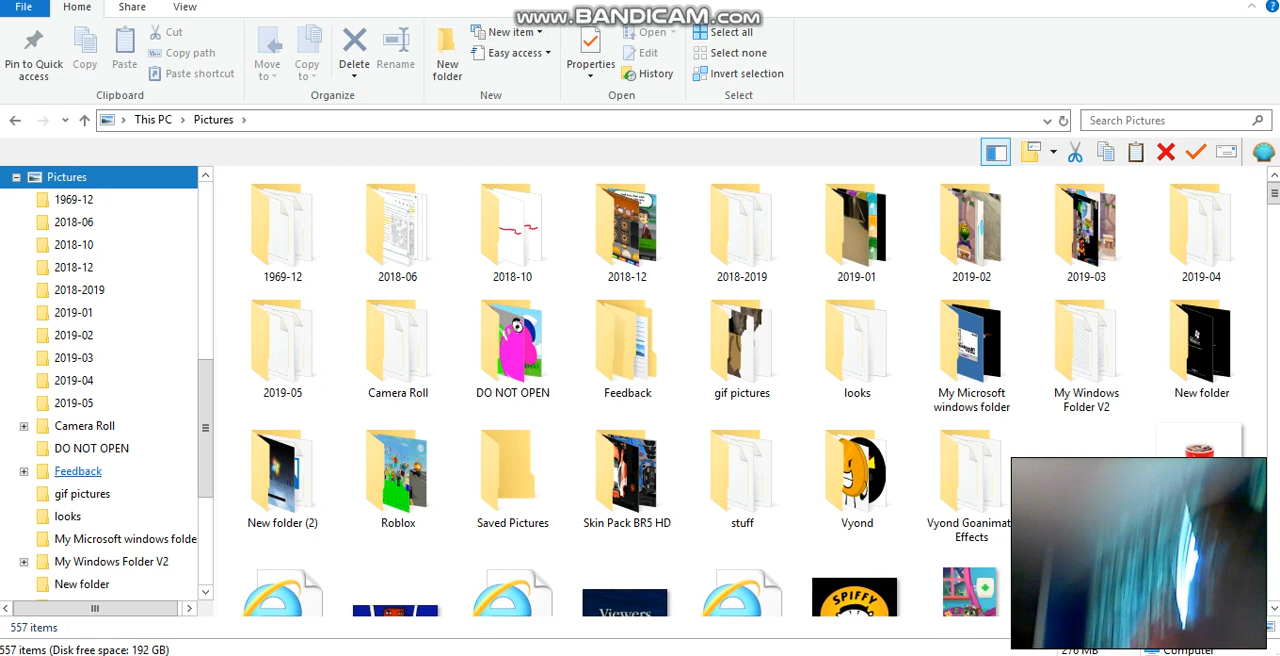 www.BANDICAM.com
File Home Share View
Pin to Quick access
Copy
Paste
Cut
Copy path
Paste shortcut
Clipboard
Move to
Copy to
Delete
Rename
Organize
New folder
New item
Easy access
New
Properties
Open
Edit
History
Open
Select all
Select none
Invert selection
Select
This PC > Pictures >
Search Pictures
Pictures
1969-12
2018-06
2018-10
2018-12
2018-2019
2019-01
2019-02
2019-03
2019-04
2019-05
Camera Roll
DO NOT OPEN
Feedback
gif pictures
looks
My Microsoft windows folde
My Windows Folder V2
New folder
1969-12 2018-06 2018-10 2018-12 2018-2019 2019-01 2019-02 2019-03 2019-04
2019-05 Camera Roll DO NOT OPEN Feedback gif pictures looks My Microsoft windows folder My Windows Folder V2 New folder
New folder (2) Roblox Saved Pictures Skin Pack BR5 HD stuff Vyond Vyond Goanimat Effects
Viewers
SPIFFY
557 items
557 items (Disk free space: 192 GB)
276 MB
Computer